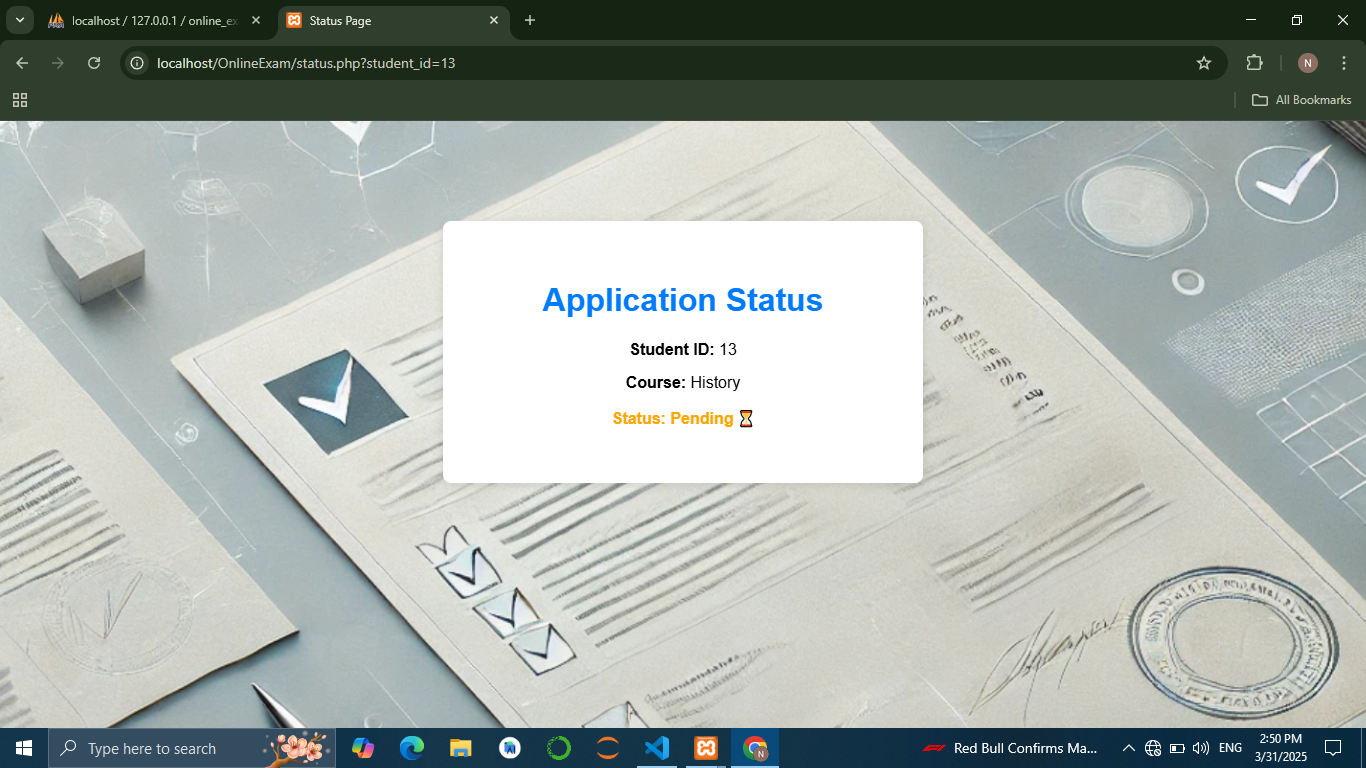 localhost / 127.0.0.1 / online_ex
Status Page
localhost/OnlineExam/status.php?student_id=13
N
All Bookmarks
Application Status
Student ID: 13
Course: History
Status: Pending ⌛
Type here to search
N
Red Bull Confirms Ma...
ENG
2:50 PM
3/31/2025